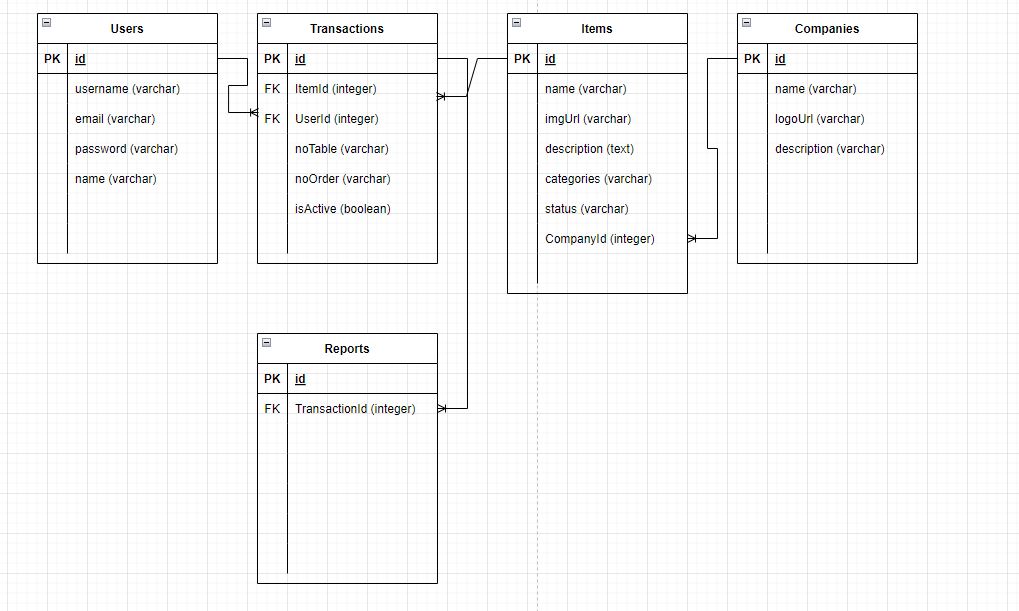 Users
PK id
username (varchar)
email (varchar)
password (varchar)
name (varchar)
Transactions
PK id
FK ItemId (integer)
FK UserId (integer)
noTable (varchar)
noOrder (varchar)
isActive (boolean)
Items
PK id
name (varchar)
imgUrl (varchar)
description (text)
categories (varchar)
status (varchar)
CompanyId (integer)
Companies
PK id
name (varchar)
logoUrl (varchar)
description (varchar)
Reports
PK id
FK TransactionId (integer)